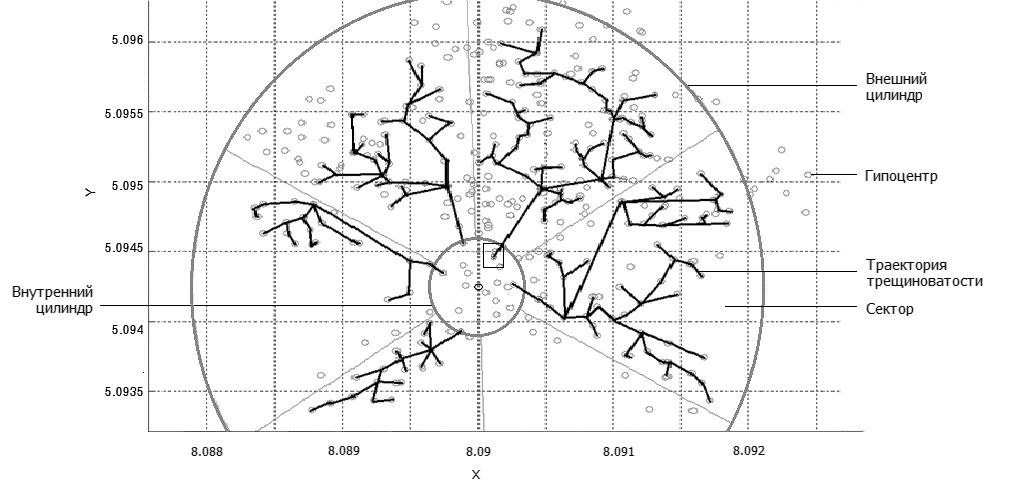 5.096
Внешний
цилиндр
5.0955
5.095
Гипоцентр
Y
5.0945
Траектория
трещиноватости
Внутренний
цилиндр
Сектор
5.094
5.0935
8.088
8.089
8.09
8.091
8.092
X